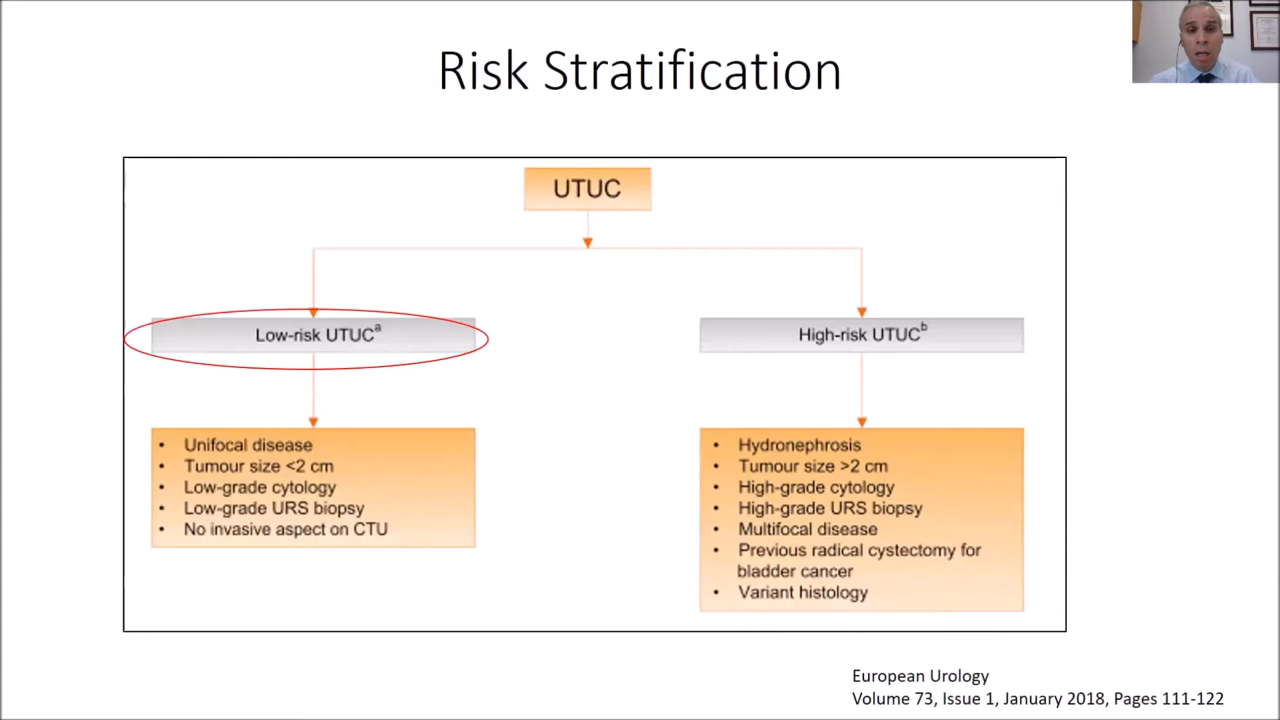 Risk Stratification
UTUC
Low-risk UTUCa
High-risk UTUCb
• Unifocal disease
• Tumour size <2 cm
• Low-grade cytology
• Low-grade URS biopsy
• No invasive aspect on CTU
• Hydronephrosis
• Tumour size >2 cm
• High-grade cytology
• High-grade URS biopsy
• Multifocal disease
• Previous radical cystectomy for
bladder cancer
• Variant histology
European Urology
Volume 73, Issue 1, January 2018, Pages 111-122